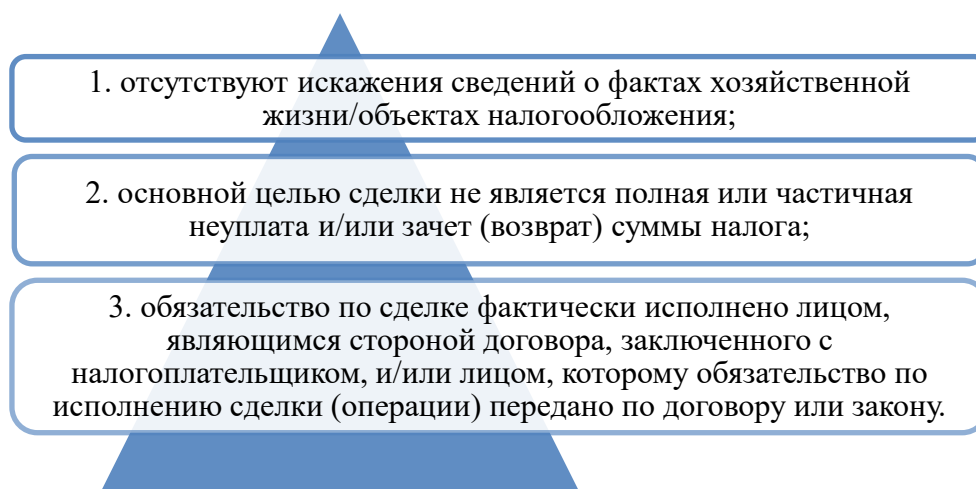 1. отсутствуют искажения сведений о фактах хозяйственной
жизни/объектах налогообложения;
2. основной целью сделки не является полная или частичная
неуплата и/или зачет (возврат) суммы налога;
3. обязательство по сделке фактически исполнено лицом,
являющимся стороной договора, заключенного с
налогоплательщиком, и/или лицом, которому обязательство по
исполнению сделки (операции) передано по договору или закону.